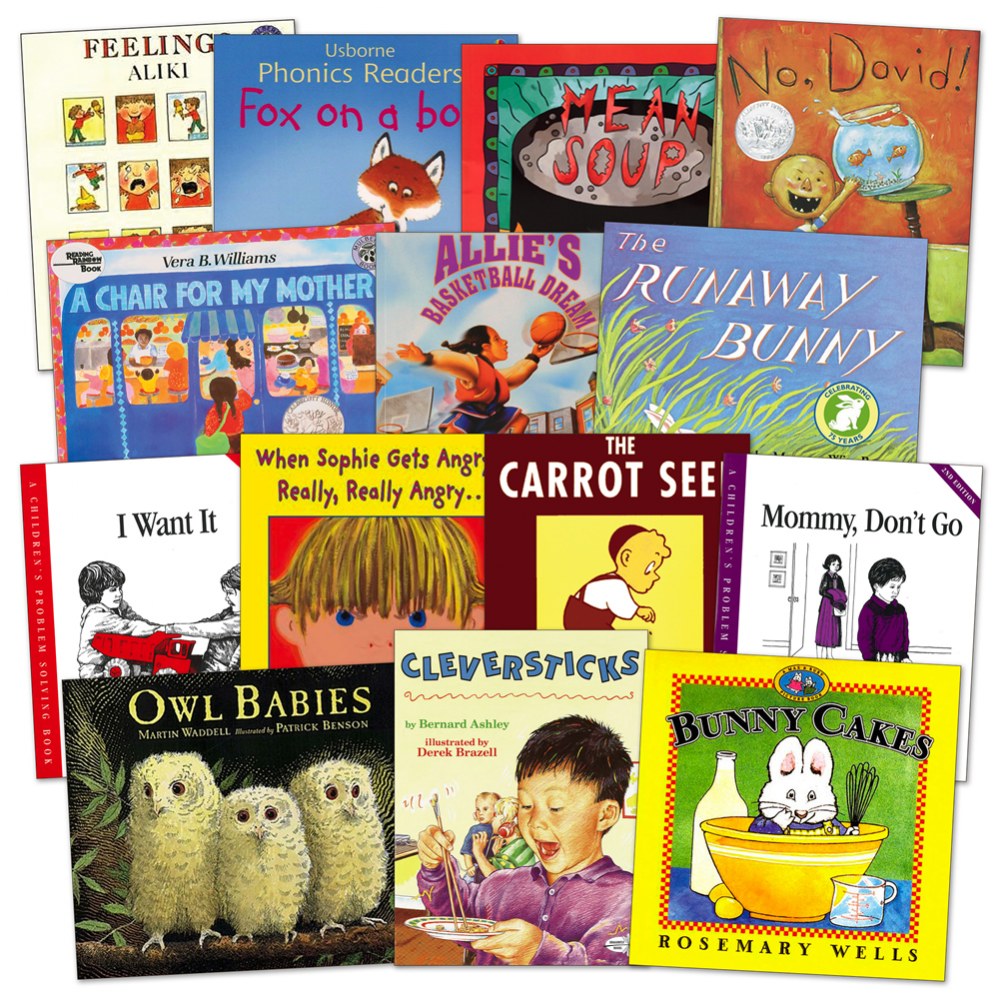 FEELING
ALIKI
Usborne
Phonics Readers
Fox on a bo
MEAN
SOUP
No, David!
READING
RAINBOW
BOOK
Vera B. Williams
A CHAIR FOR MY MOTHER
ALLIE'S
BASKETBALL DREAM
THE
RUNAWAY
BUNNY
CELEBRATING
75 YEARS
A CHILDREN'S PROBLEM SOLVING BOOK
I Want It
When Sophie Gets Angry
Really, Really Angry...
THE
CARROT SEE
A CHILDREN'S PROBLEM S
2ND EDITION
Mommy, Don't Go
OWL BABIES
MARTIN WADDELL Illustrated by PATRICK BENSON
CLEVERSTICKS
by Bernard Ashley
illustrated by
Derek Brazell
BUNNY CAKES
ROSEMARY WELLS